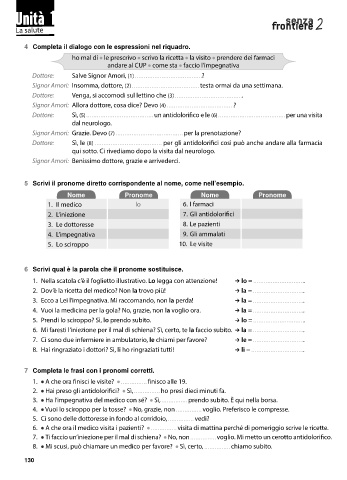 Unità 1
La salute
senza
frontiere 2
4 Completa il dialogo con le espressioni nel riquadro.
ho mal di • le prescrivo • scrivo la ricetta • la visito • prendere dei farmaci
andare al CUP • come sta • faccio l'impegnativa
Dottore: Salve Signor Amori, (1) ........................ ?
Signor Amori: Insomma, dottore, (2) ........................ testa ormai da una settimana.
Dottore: Venga, si accomodi sul lettino che (3) ........................ .
Signor Amori: Allora dottore, cosa dice? Devo (4) ........................ ?
Dottore: Sì, (5) ........................ un antidolorifico e le (6) ........................ per una visita
dal neurologo.
Signor Amori: Grazie. Devo (7) ........................ per la prenotazione?
Dottore: Sì, le (8) ........................ per gli antidolorifici così può anche andare alla farmacia
qui sotto. Ci rivediamo dopo la visita dal neurologo.
Signor Amori: Benissimo dottore, grazie e arrivederci.
5 Scrivi il pronome diretto corrispondente al nome, come nell'esempio.
Nome Pronome Nome Pronome
1. Il medico lo 6. I farmaci
2. L'iniezione 7. Gli antidolorifici
3. Le dottoresse 8. Le pazienti
4. L'impegnativa 9. Gli ammalati
5. Lo sciroppo 10. Le visite
6 Scrivi qual è la parola che il pronome sostituisce.
1. Nella scatola c'è il foglietto illustrativo. Lo legga con attenzione! → lo = ....................
2. Dov'è la ricetta del medico? Non la trovo più! → la = ....................
3. Ecco a Lei l'impegnativa. Mi raccomando, non la perda! → la = ....................
4. Vuoi la medicina per la gola? No, grazie, non la voglio ora. → la = ....................
5. Prendi lo sciroppo? Sì, lo prendo subito. → lo = ....................
6. Mi faresti l'iniezione per il mal di schiena? Sì, certo, te la faccio subito. → la = ....................
7. Ci sono due infermiere in ambulatorio, le chiami per favore? → le = ....................
8. Hai ringraziato i dottori? Sì, li ho ringraziati tutti! → li = ....................
7 Completa le frasi con i pronomi corretti.
1. • A che ora finisci le visite? • ............ finisco alle 19.
2. • Hai preso gli antidolorifici? • Sì, ............ ho presi dieci minuti fa.
3. • Ha l'impegnativa del medico con sé? • Sì, ............ prendo subito. È qui nella borsa.
4. • Vuoi lo sciroppo per la tosse? • No, grazie, non ............ voglio. Preferisco le compresse.
5. Ci sono delle dottoresse in fondo al corridoio, ............ vedi?
6. • A che ora il medico visita i pazienti? • ............ visita di mattina perché di pomeriggio scrive le ricette.
7. • Ti faccio un'iniezione per il mal di schiena? • No, non ............ voglio. Mi metto un cerotto antidolorifico.
8. • Mi scusi, può chiamare un medico per favore? • Sì, certo, ............ chiamo subito.
130